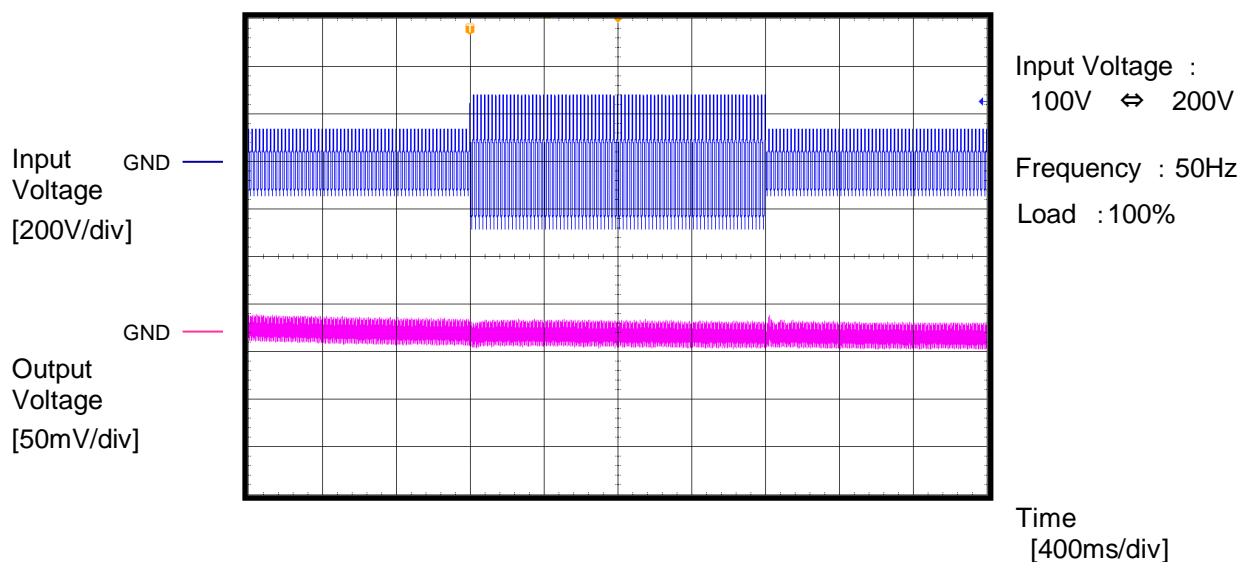 T
Input Voltage :
100V ⇔ 200V
Frequency : 50Hz
Load : 100%
Input
Voltage
[200V/div]
GND
GND
Output
Voltage
[50mV/div]
Time
[400ms/div]